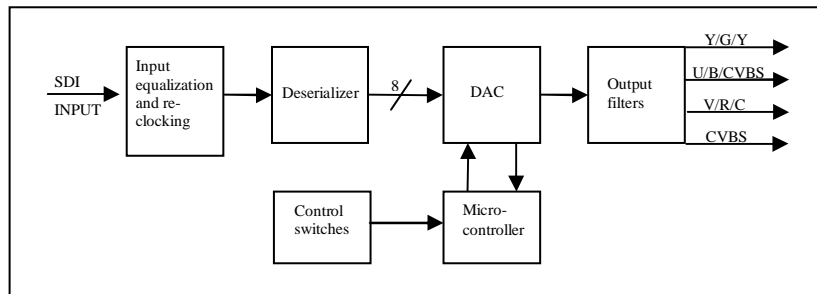 SDI
INPUT
Input
equalization
and re-
clocking
Deserializer
8
DAC
Output
filters
Y/G/Y
U/B/CVBS
V/R/C
CVBS
Control
switches
Micro-
controller